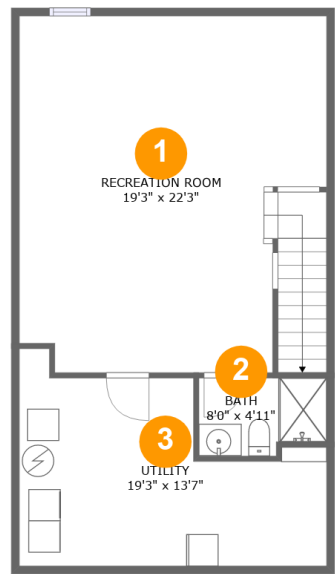 1
RECREATION ROOM
19'3" x 22'3"
2
BATH
8'0" x 4'11"
3
UTILITY
19'3" x 13'7"